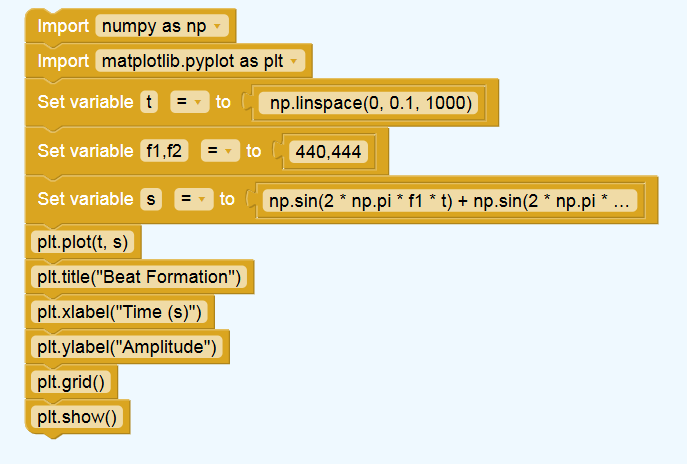 Import numpy as np
Import matplotlib.pyplot as plt
Set variable t = to np.linspace(0, 0.1, 1000)
Set variable f1,f2 = to 440,444
Set variable s = to np.sin(2 * np.pi * f1 * t) + np.sin(2 * np.pi * ...
plt.plot(t, s)
plt.title("Beat Formation")
plt.xlabel("Time (s)")
plt.ylabel("Amplitude")
plt.grid()
plt.show()